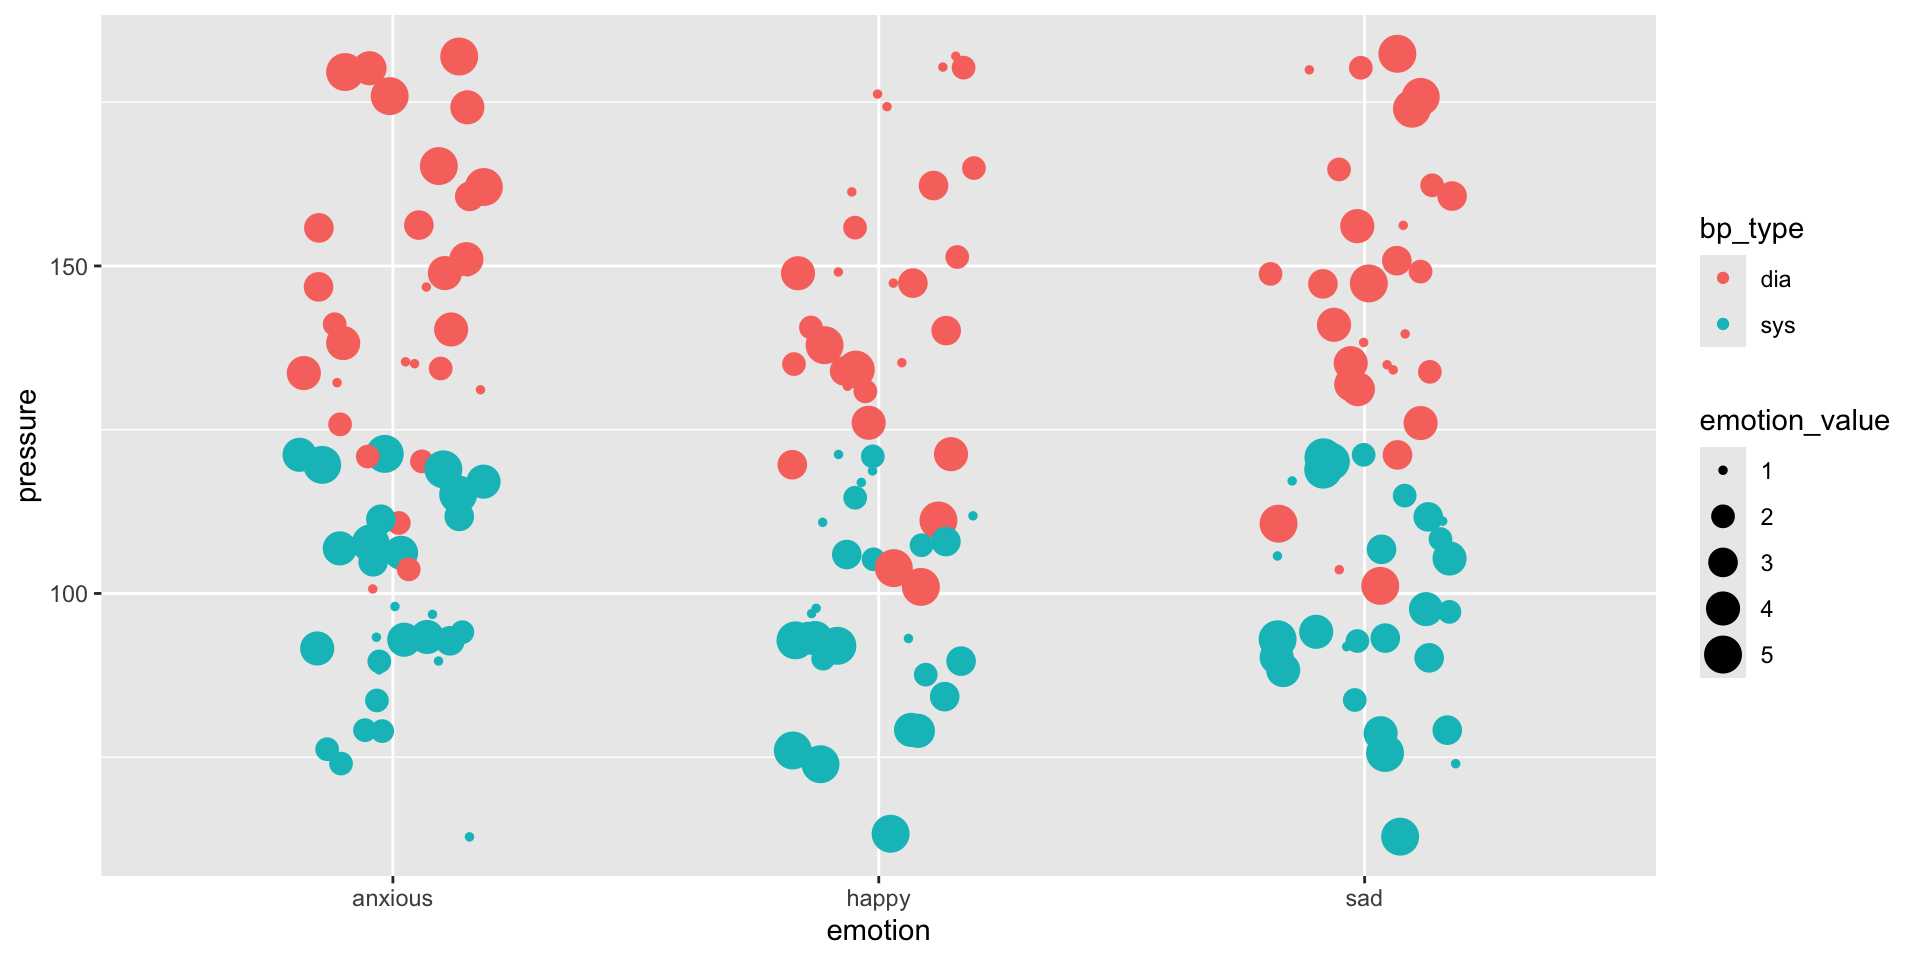 pressure
150
100
anxious
happy
sad
emotion
bp_type
dia
sys
emotion_value
1
2
3
4
5